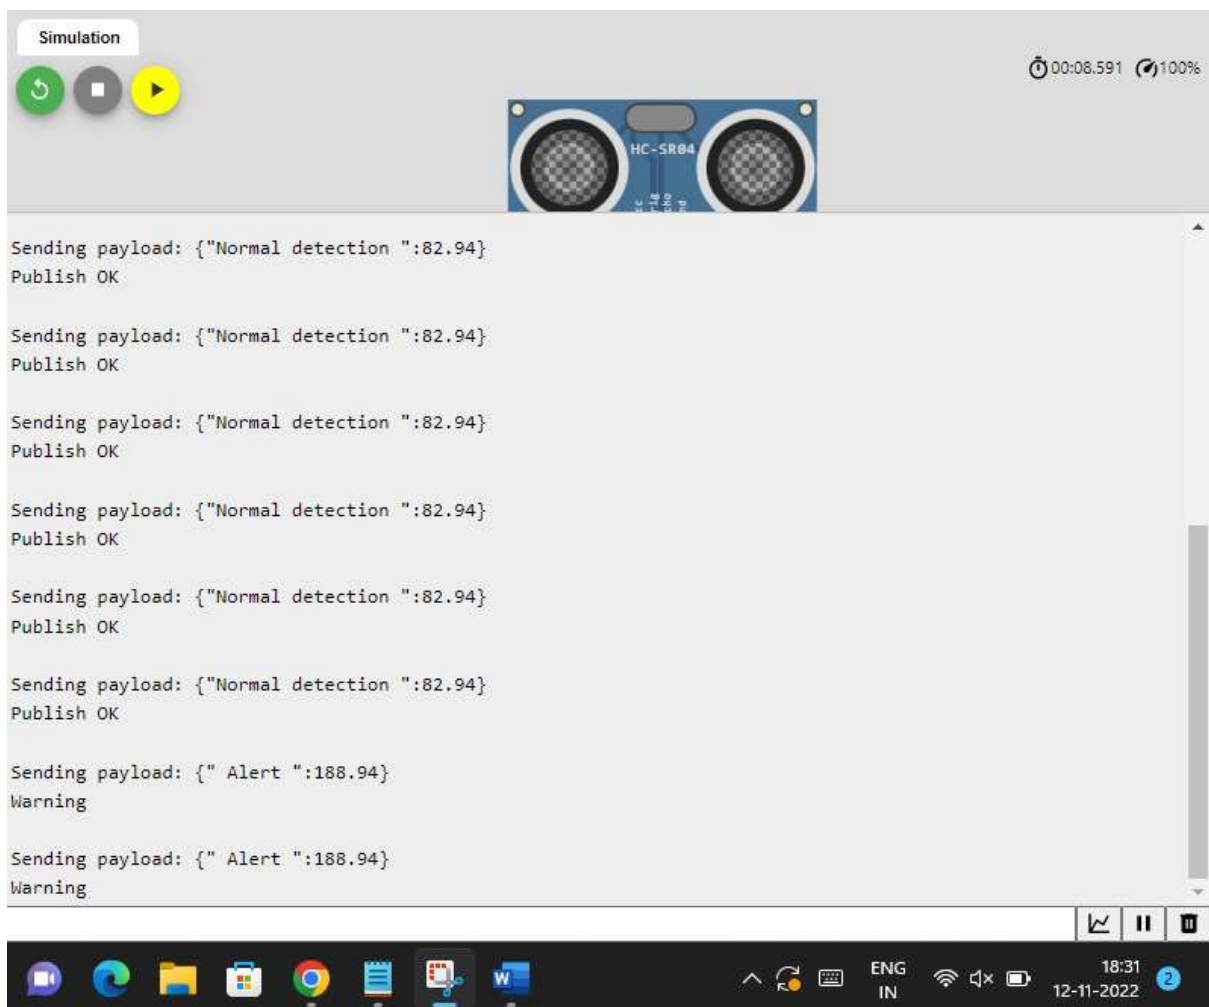 Simulation
00:08.591 100%
HC-SR04
Sending payload: {"Normal detection ":82.94}
Publish OK
Sending payload: {"Normal detection ":82.94}
Publish OK
Sending payload: {"Normal detection ":82.94}
Publish OK
Sending payload: {"Normal detection ":82.94}
Publish OK
Sending payload: {"Normal detection ":82.94}
Publish OK
Sending payload: {"Normal detection ":82.94}
Publish OK
Sending payload: {" Alert ":188.94}
Warning
Sending payload: {" Alert ":188.94}
Warning
W
ENG
IN
18:31
12-11-2022
2